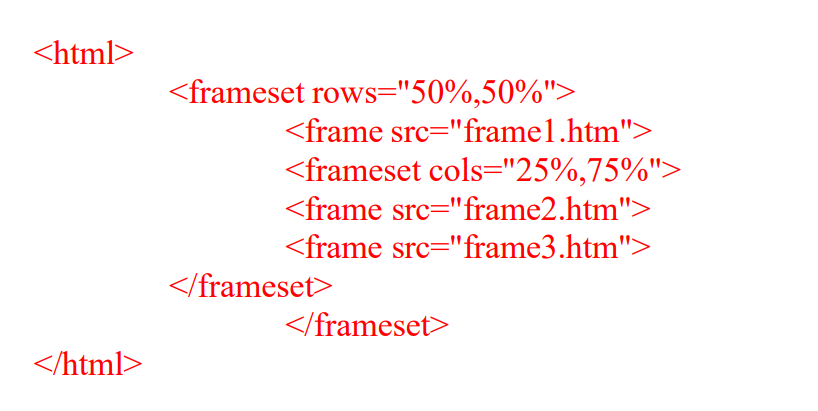 <html>
<frameset rows="50%,50%">
<frame src="frame1.htm">
<frameset cols="25%,75%">
<frame src="frame2.htm">
<frame src="frame3.htm">
</frameset>
</frameset>
</html>